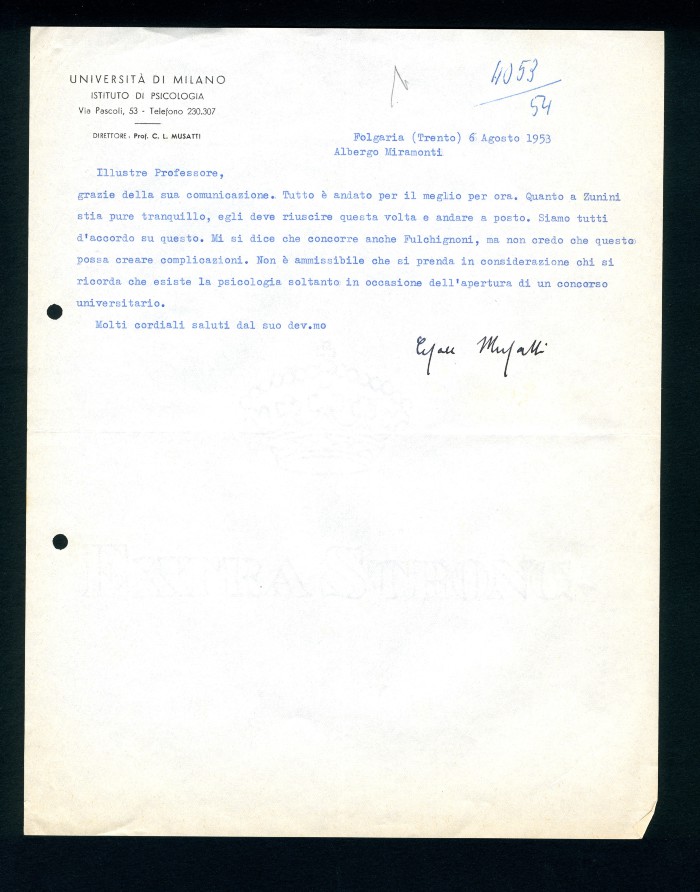 UNIVERSITÀ DI MILANO
ISTITUTO DI PSICOLOGIA
Via Pascoli, 53 - Telefono 230.307
DIRETTORE: Prof. C. L. MUSATTI
4053
54
Folgaria (Trento) 6 Agosto 1953
Albergo Miramonti
Illustre Professore,
grazie della sua comunicazione. Tutto è andato per il meglio per ora. Quanto a Zunini
stia pure tranquillo, egli deve riuscire questa volta e andare a posto. Siamo tutti
d'accordo su questo. Mi si dice che concorre anche Fulchignoni, ma non credo che questo
possa creare complicazioni. Non è ammissibile che si prenda in considerazione chi si
ricorda che esiste la psicologia soltanto in occasione dell'apertura di un concorso
universitario.
Molti cordiali saluti dal suo dev.mo
Cesare Musatti